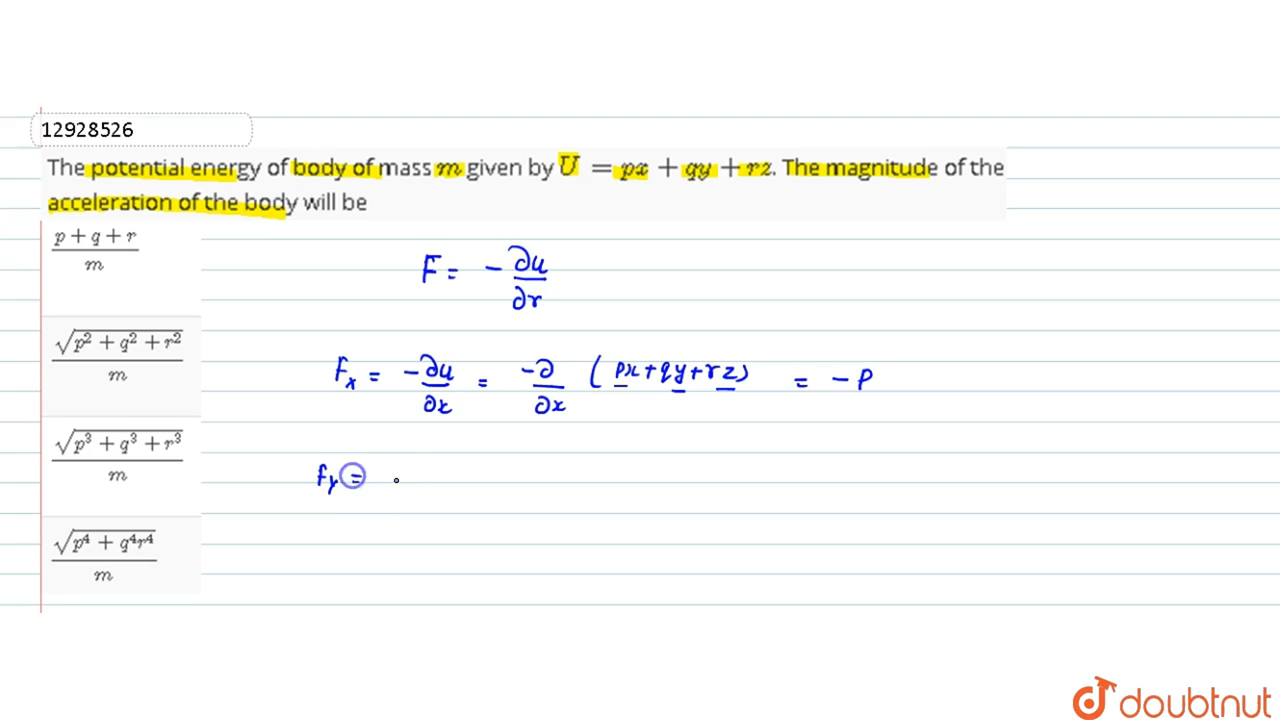 12928526
The potential energy of body of mass m given by U = px + qy + rz. The magnitude of the
acceleration of the body will be
p + q + r / m
√(p² + q² + r²) / m
√(p³ + q³ + r³) / m
√(p⁴ + q⁴r⁴) / m
F = - ∂u/∂r
Fx = -∂u/∂x = -∂/∂x (px+qy+rz) = -P
fy =
doubtnut